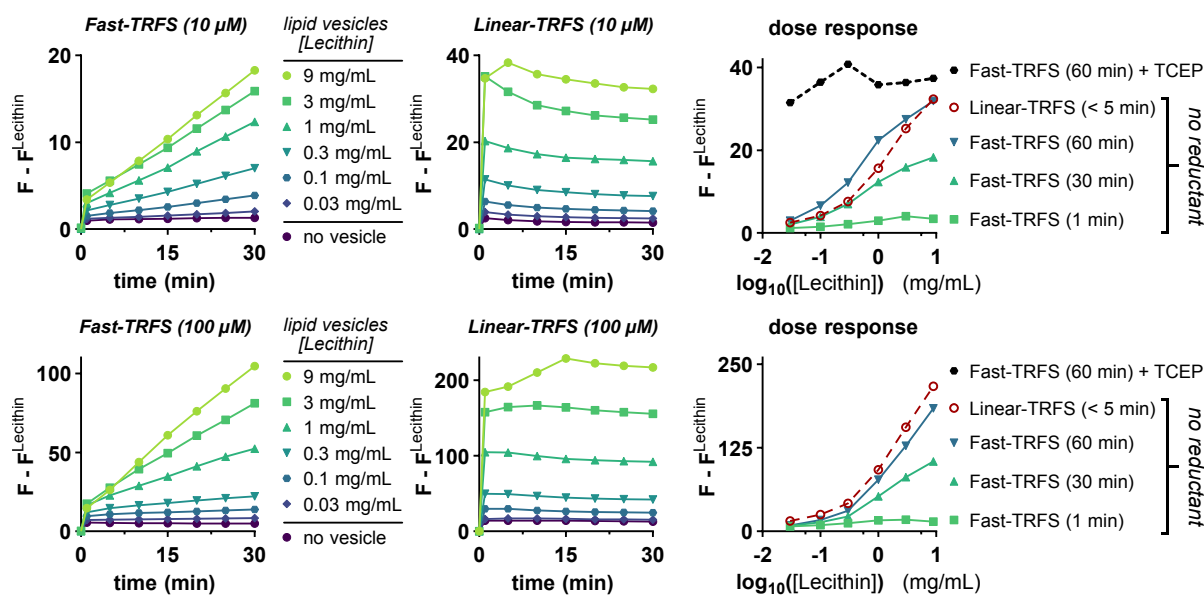 Fast-TRFS (10 µM)
F - F^Lecithin
20
10
0
0
15
30
time (min)
lipid vesicles
[Lecithin]
9 mg/mL
3 mg/mL
1 mg/mL
0.3 mg/mL
0.1 mg/mL
0.03 mg/mL
no vesicle
Linear-TRFS (10 µM)
F - F^Lecithin
40
20
0
0
15
30
time (min)
dose response
F - F^Lecithin
40
20
0
-2
-1
0
1
log₁₀([Lecithin]) (mg/mL)
Fast-TRFS (60 min) + TCEP
Linear-TRFS (< 5 min)
Fast-TRFS (60 min)
Fast-TRFS (30 min)
Fast-TRFS (1 min)
no reductant
Fast-TRFS (100 µM)
F - F^Lecithin
100
50
0
0
15
30
time (min)
lipid vesicles
[Lecithin]
9 mg/mL
3 mg/mL
1 mg/mL
0.3 mg/mL
0.1 mg/mL
0.03 mg/mL
no vesicle
Linear-TRFS (100 µM)
F - F^Lecithin
200
100
0
0
15
30
time (min)
dose response
F - F^Lecithin
250
125
0
-2
-1
0
1
log₁₀([Lecithin]) (mg/mL)
Fast-TRFS (60 min) + TCEP
Linear-TRFS (< 5 min)
Fast-TRFS (60 min)
Fast-TRFS (30 min)
Fast-TRFS (1 min)
no reductant